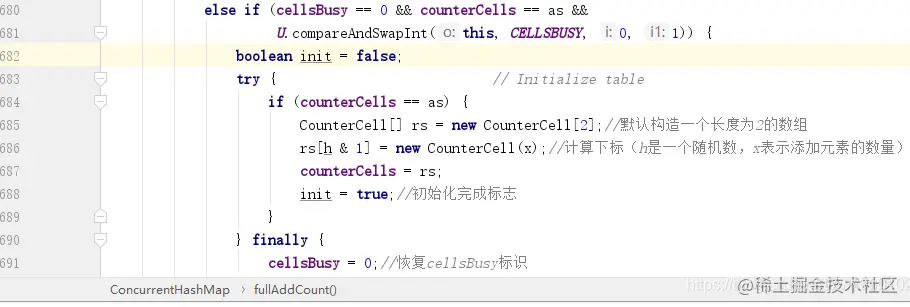 680 else if (cellsBusy == 0 && counterCells == as &&
681 U.compareAndSwapInt( o: this, CELLSBUSY, i: 0, i1: 1)) {
682 boolean init = false;
683 try { // Initialize table
684 if (counterCells == as) {
685 CounterCell[] rs = new CounterCell[2];//默认构造一个长度为2的数组
686 rs[h & 1] = new CounterCell(x);//计算下标（h是一个随机数，x表示添加元素的数量）
687 counterCells = rs;
688 init = true;//初始化完成标志
689 }
690 } finally {
691 cellsBusy = 0;//恢复cellsBusy标识
ConcurrentHashMap › fullAddCount()
@稀土掘金技术社区